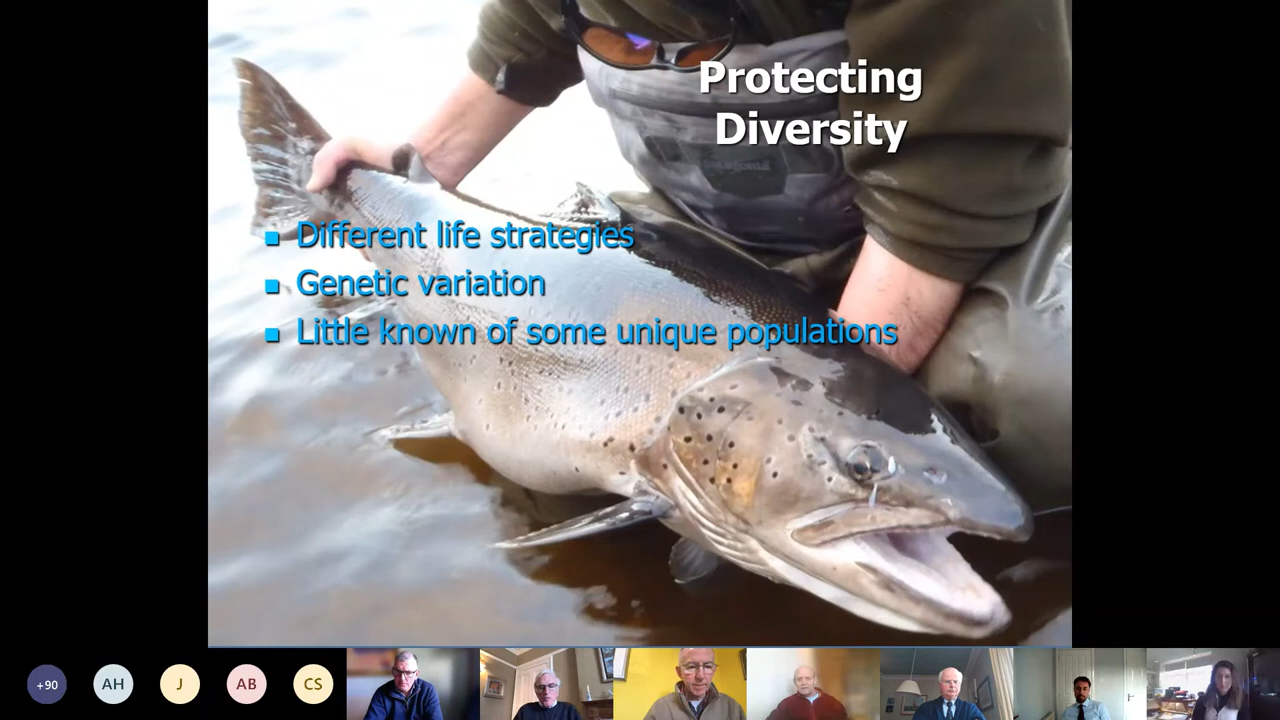 Protecting
Diversity
Different life strategies
Genetic variation
Little known of some unique populations
+90
AH
J
AB
CS